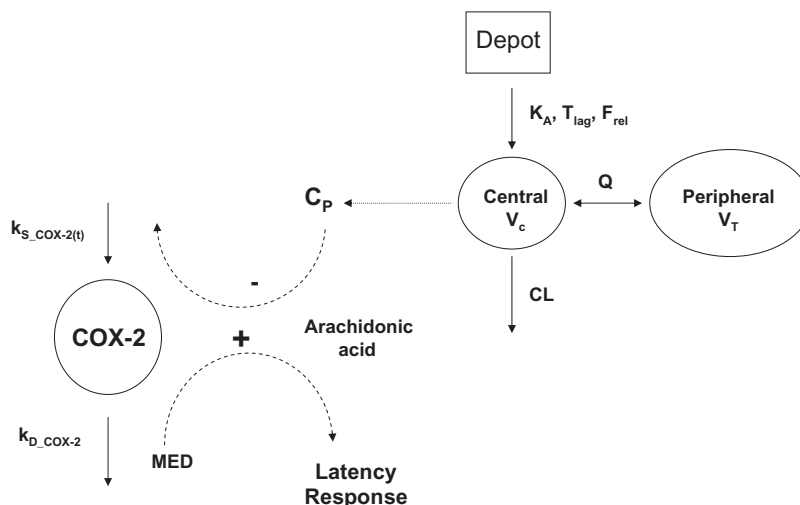 Depot
K_A, T_lag, F_rel
C_P
Central
V_c
Q
Peripheral
V_T
k_S_COX-2(t)
-
CL
COX-2
+
Arachidonic
acid
k_D_COX-2
MED
Latency
Response